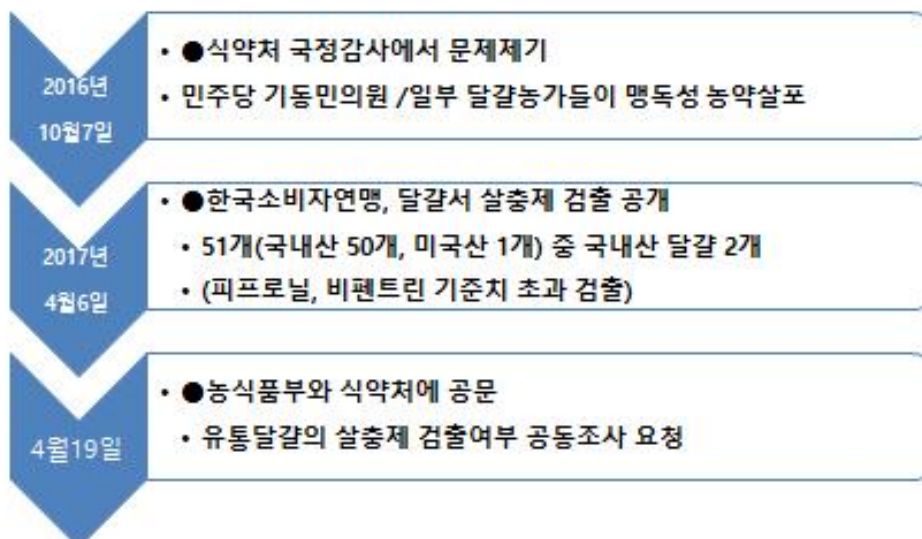 2016년
10월7일
• ●식약처 국정감사에서 문제제기
• 민주당 기동민의원 /일부 달걀농가들이 맹독성 농약살포
2017년
4월6일
• ●한국소비자연맹, 달걀서 살충제 검출 공개
• 51개(국내산 50개, 미국산 1개) 중 국내산 달걀 2개
• (피프로닐, 비펜트린 기준치 초과 검출)
4월19일
• ●농식품부와 식약처에 공문
• 유통달걀의 살충제 검출여부 공동조사 요청